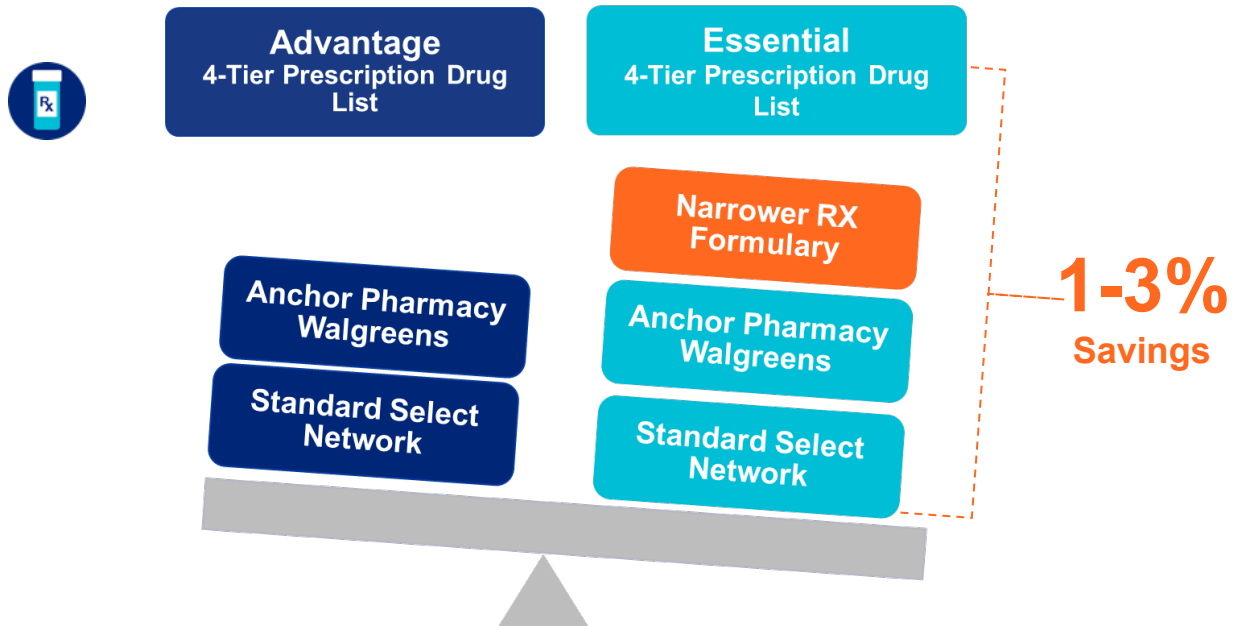 Advantage
4-Tier Prescription Drug
List
Essential
4-Tier Prescription Drug
List
Rx
Narrower RX
Formulary
Anchor Pharmacy
Walgreens
Anchor Pharmacy
Walgreens
Standard Select
Network
Standard Select
Network
1-3%
Savings